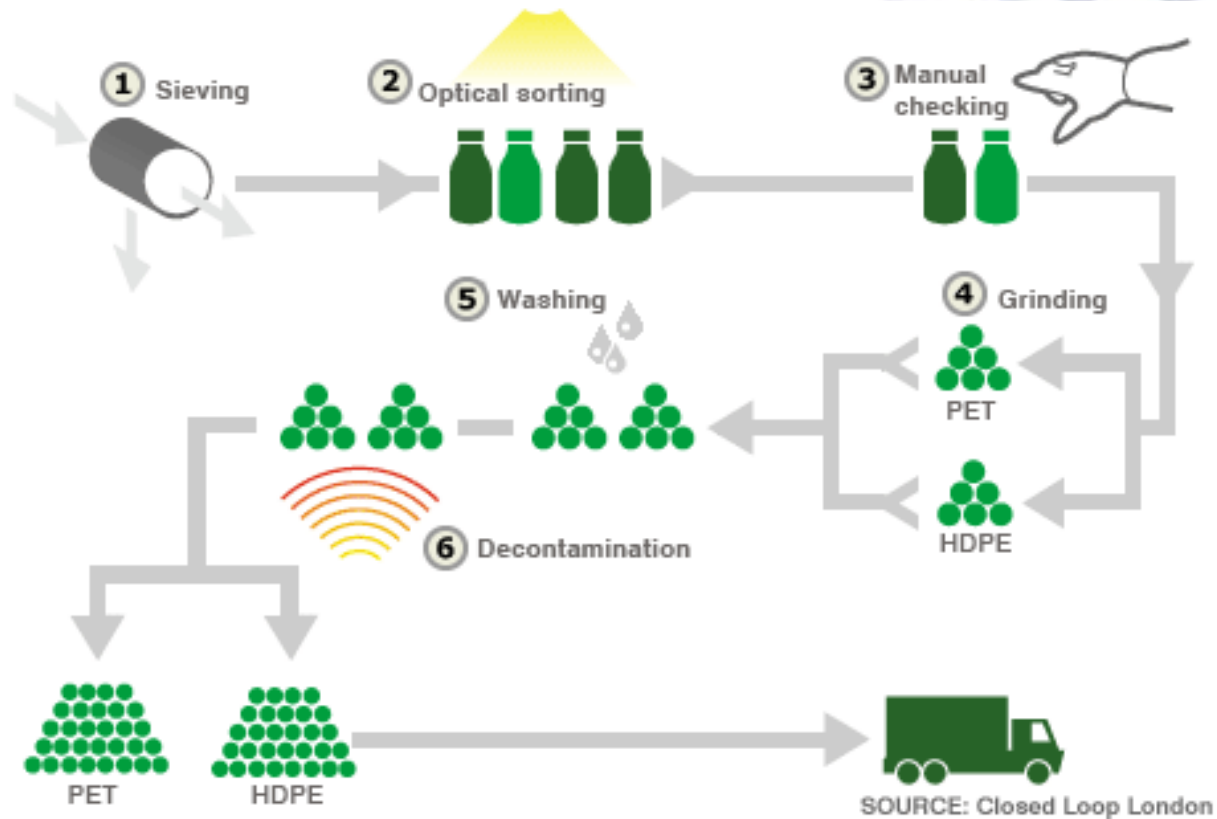 1 Sieving
2 Optical sorting
3 Manual
checking
4 Grinding
PET
HDPE
5 Washing
6 Decontamination
PET
HDPE
SOURCE: Closed Loop London